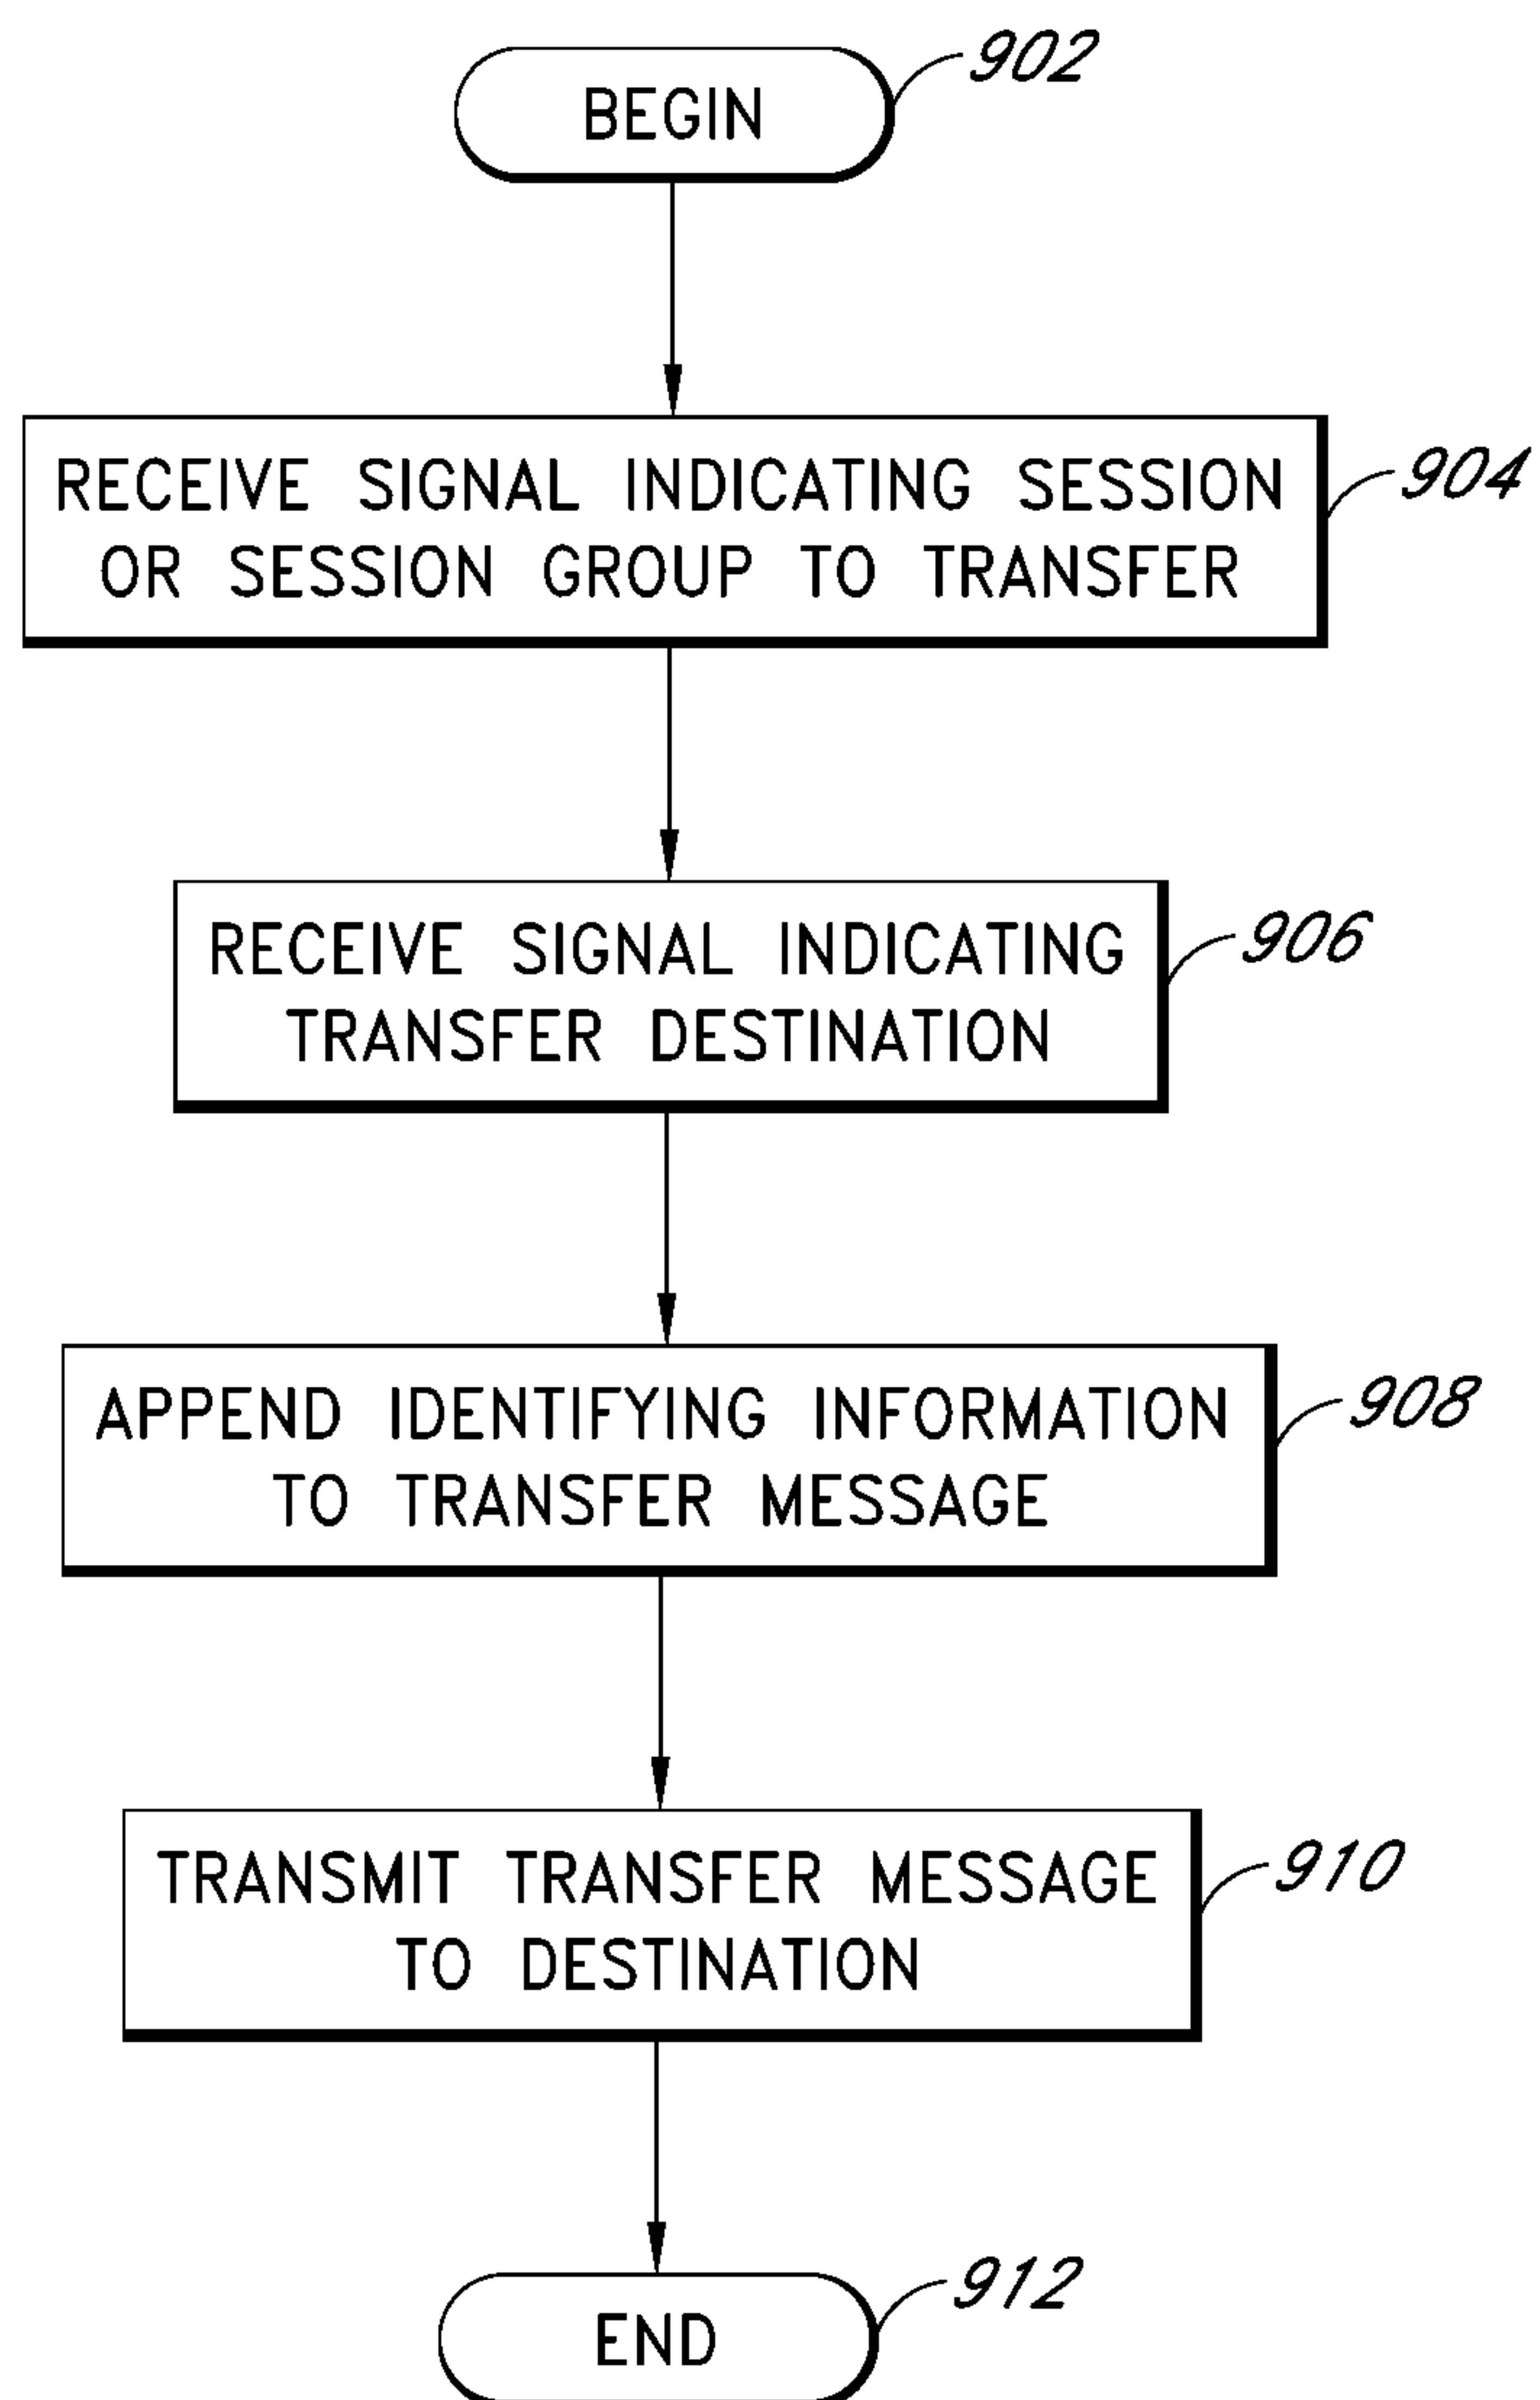 BEGIN
902
RECEIVE SIGNAL INDICATING SESSION
OR SESSION GROUP TO TRANSFER
904
RECEIVE SIGNAL INDICATING
TRANSFER DESTINATION
906
APPEND IDENTIFYING INFORMATION
TO TRANSFER MESSAGE
908
TRANSMIT TRANSFER MESSAGE
TO DESTINATION
910
END
912